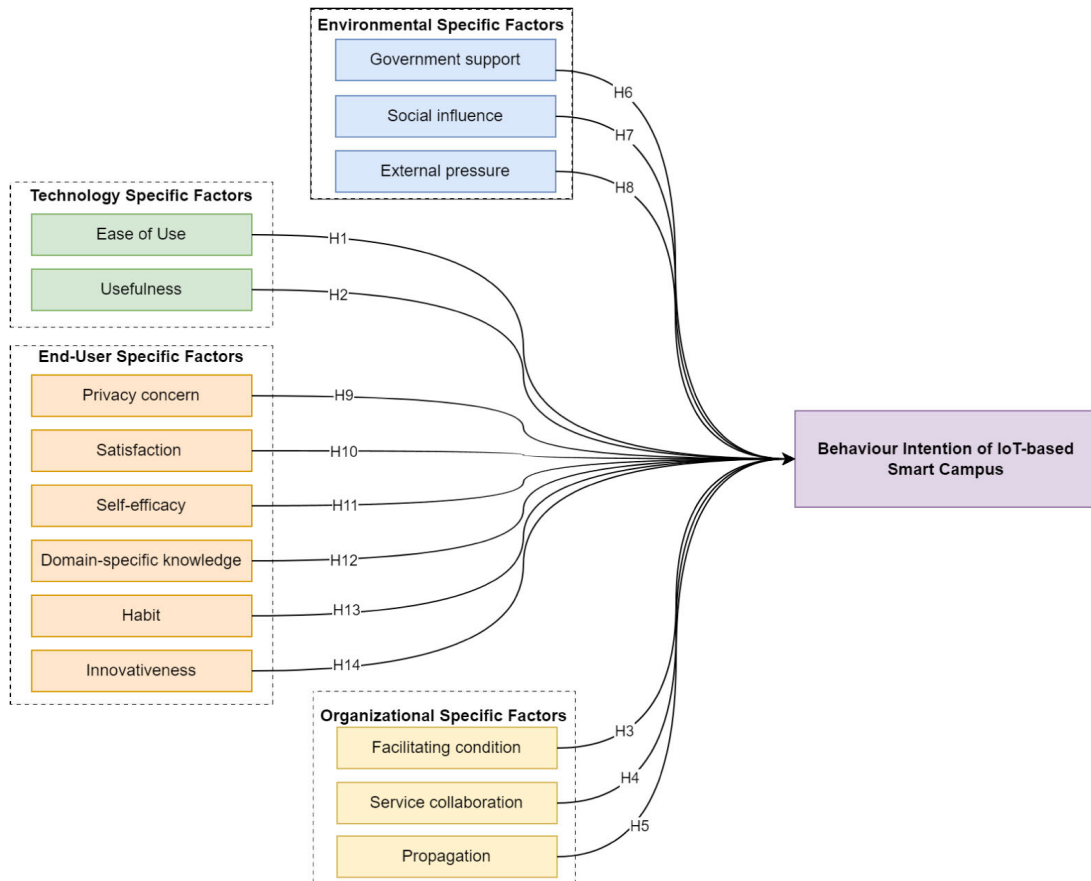 Environmental Specific Factors
Government support
H6
Social influence
H7
External pressure
H8
Technology Specific Factors
Ease of Use
H1
Usefulness
H2
End-User Specific Factors
Privacy concern
H9
Satisfaction
H10
Self-efficacy
H11
Domain-specific knowledge
H12
Habit
H13
Innovativeness
H14
Behaviour Intention of IoT-based
Smart Campus
Organizational Specific Factors
Facilitating condition
H3
Service collaboration
H4
Propagation
H5